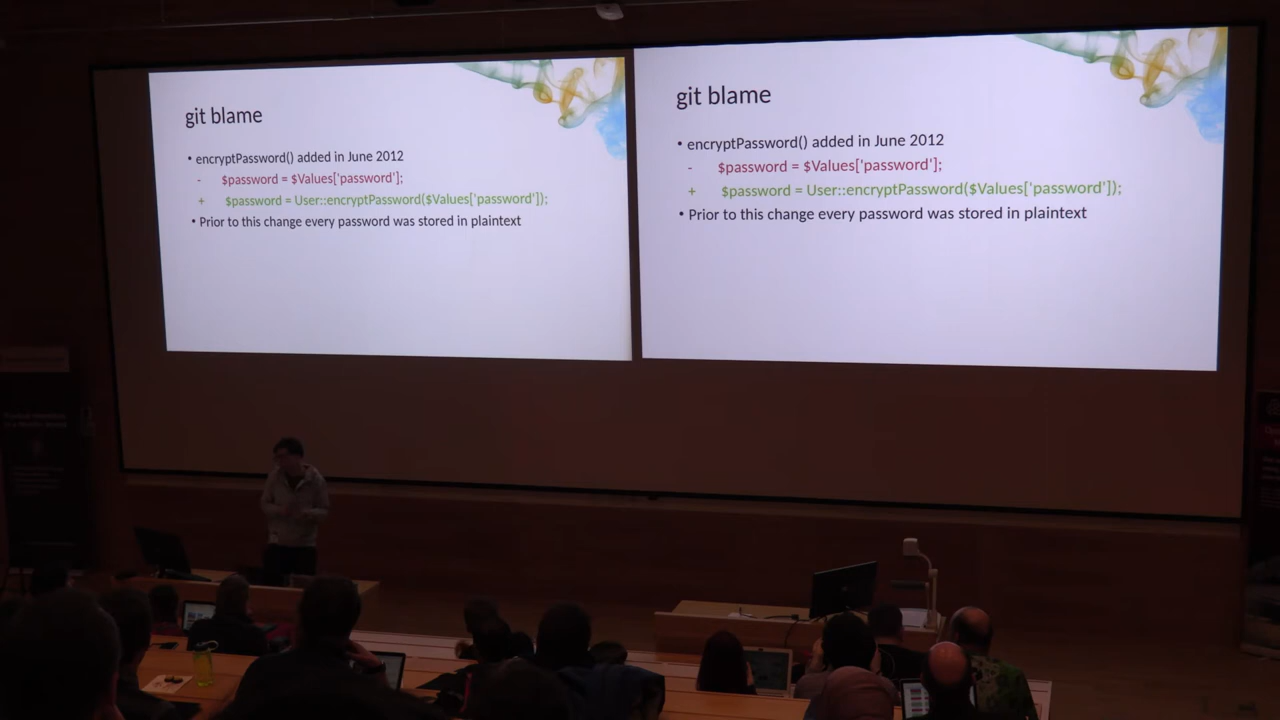 git blame
• encryptPassword() added in June 2012
- $password = $Values['password'];
+ $password = User::encryptPassword($Values['password']);
• Prior to this change every password was stored in plaintext
git blame
• encryptPassword() added in June 2012
- $password = $Values['password'];
+ $password = User::encryptPassword($Values['password']);
• Prior to this change every password was stored in plaintext